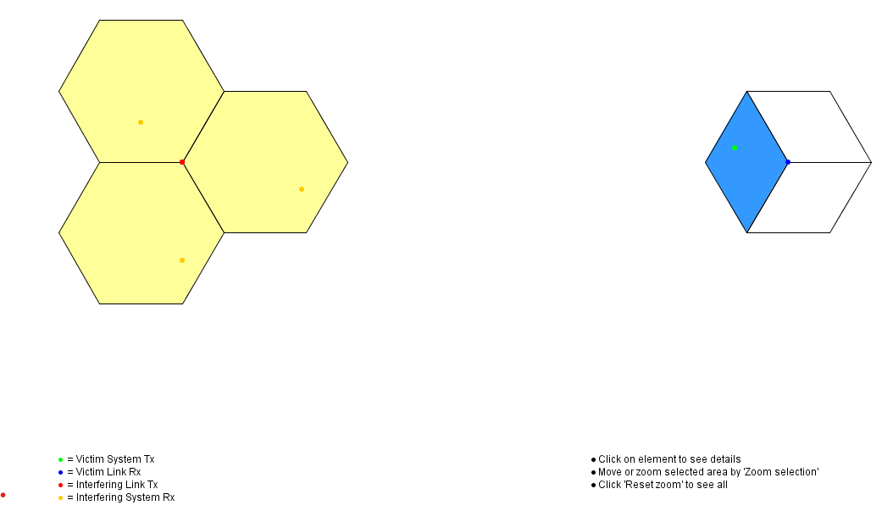 = Victim System Tx
= Victim Link Rx
= Interfering Link Tx
= Interfering System Rx
Click on element to see details
Move or zoom selected area by 'Zoom selection'
Click 'Reset zoom' to see all